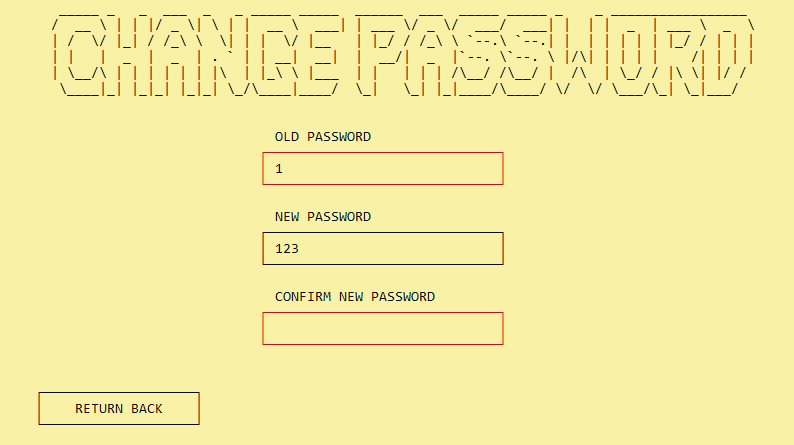 CHANGE PASSWORD
OLD PASSWORD
1
NEW PASSWORD
123
CONFIRM NEW PASSWORD
RETURN BACK